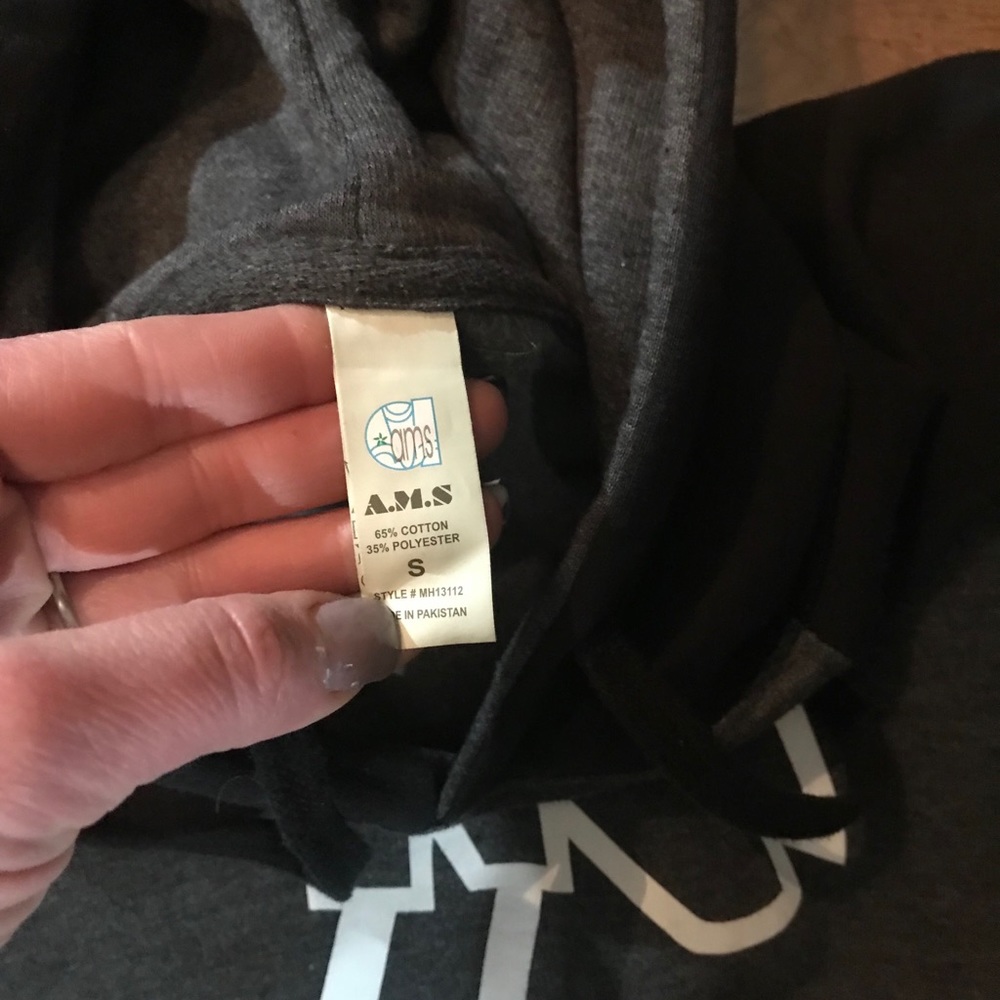 ams
A.M.S
65% COTTON
35% POLYESTER
S
STYLE # MH13112
E IN PAKISTAN